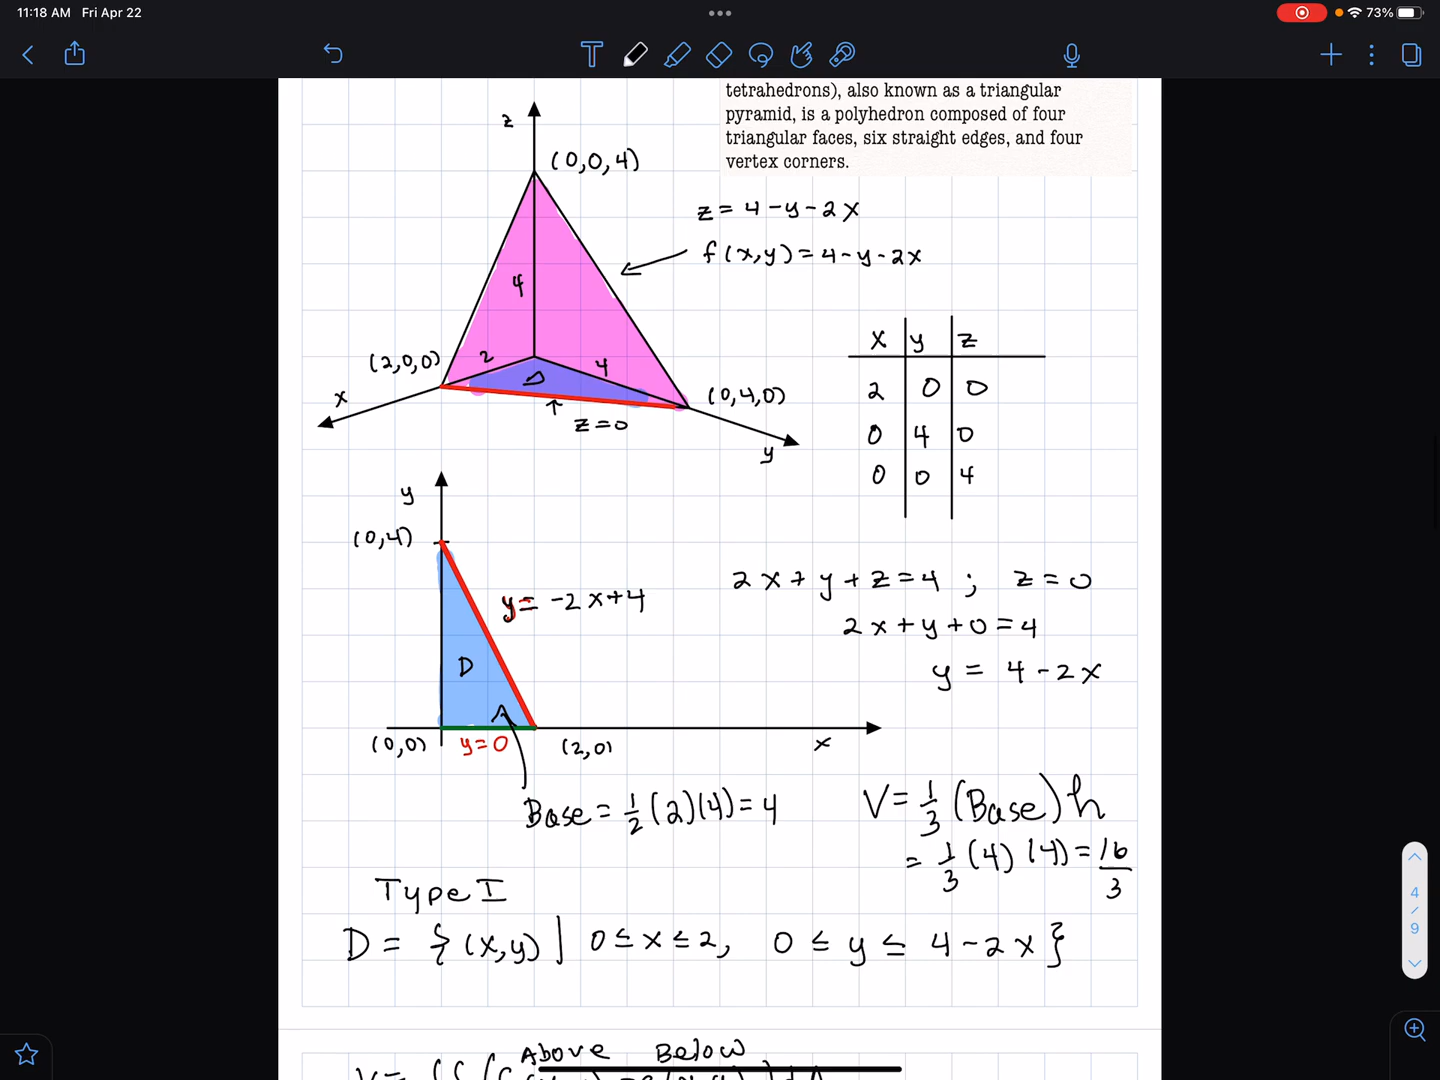 11:18 AM Fri Apr 22
73%
tetrahedrons), also known as a triangular
pyramid, is a polyhedron composed of four
triangular faces, six straight edges, and four
vertex corners.
z
(0,0,4)
z = 4 - y - 2x
f(x,y) = 4 - y - 2x
4
(2,0,0)
2
4
D
(0,4,0)
x
z = 0
y
x y z
2 0 0
0 4 0
0 0 4
y
(0,4)
y = -2x+4
D
(0,0)
y=0
(2,0)
x
2x + y + z = 4 ; z = 0
2x + y + 0 = 4
y = 4 - 2x
Base = 1/2 (2)(4) = 4
V = 1/3 (Base) h
= 1/3 (4) (4) = 16/3
Type I
D = {(x,y) | 0 ≤ x ≤ 2, 0 ≤ y ≤ 4 - 2x}
4
/
9
Above Below